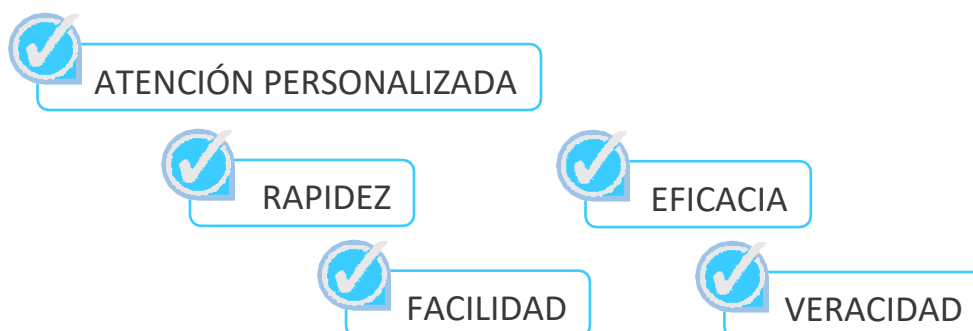 ATENCIÓN PERSONALIZADA
RAPIDEZ
EFICACIA
FACILIDAD
VERACIDAD